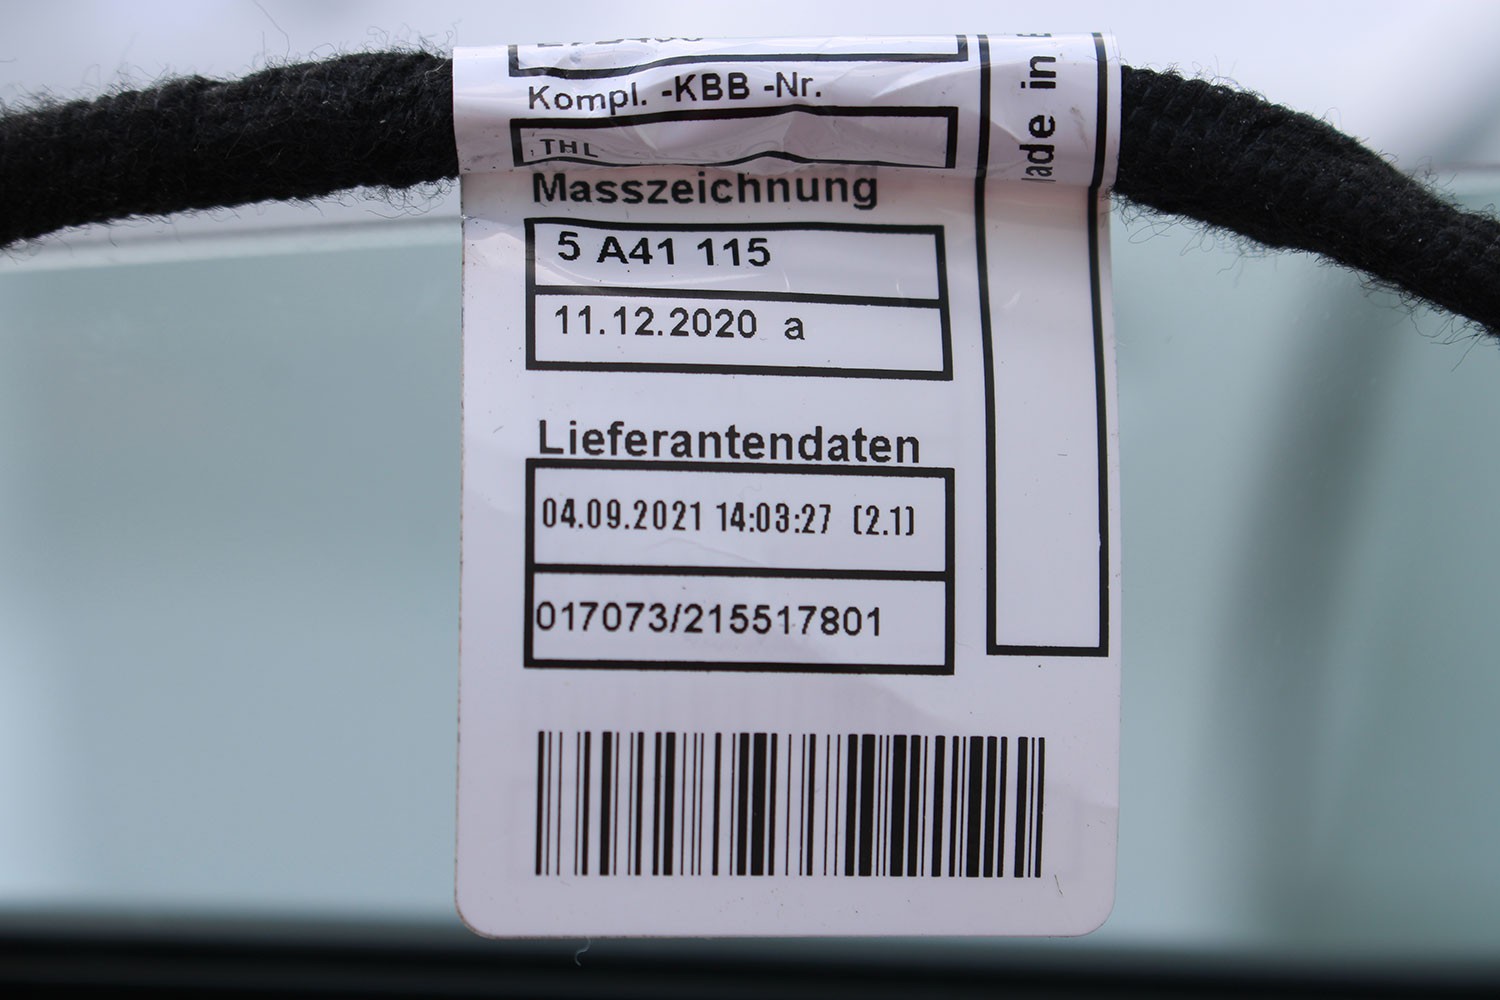 Kompl. -KBB -Nr.
THL
Masszeichnung
5 A41 115
11.12.2020 a
Lieferantendaten
04.09.2021 14:03:27 (2.1)
017073/215517801
in